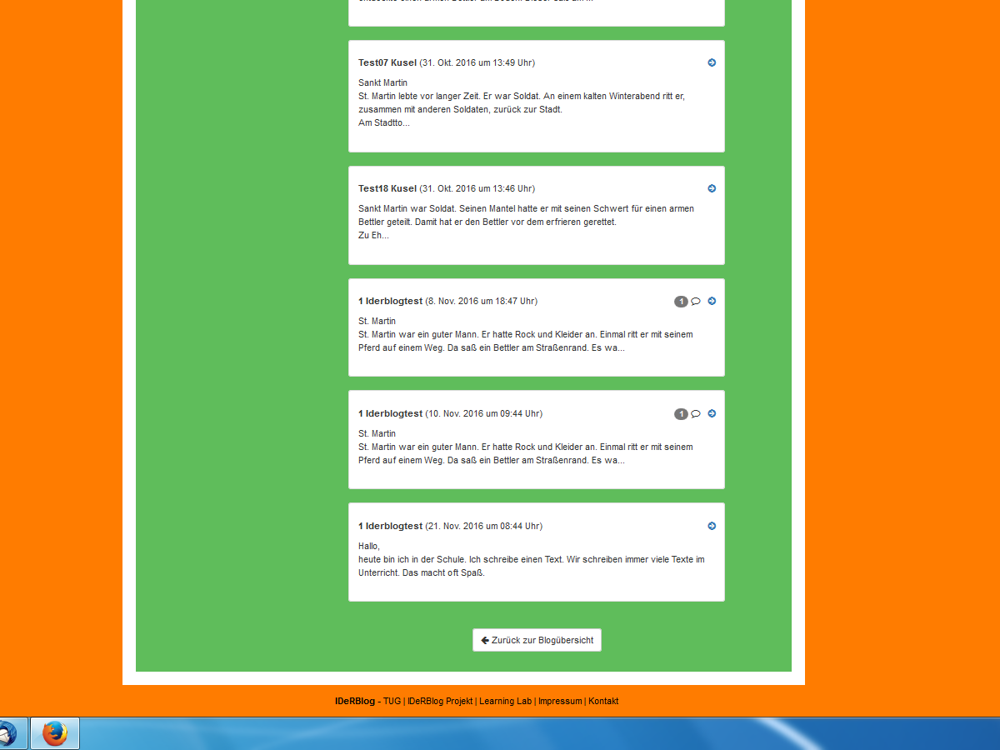 Test07 Kusel (31. Okt. 2016 um 13:49 Uhr)
Sankt Martin
St. Martin lebte vor langer Zeit. Er war Soldat. An einem kalten Winterabend ritt er,
zusammen mit anderen Soldaten, zurück zur Stadt.
Am Stadtto...
Test18 Kusel (31. Okt. 2016 um 13:46 Uhr)
Sankt Martin war Soldat. Seinen Mantel hatte er mit seinen Schwert für einen armen
Bettler geteilt. Damit hat er den Bettler vor dem erfrieren gerettet.
Zu Eh...
1 Iderblogtest (8. Nov. 2016 um 18:47 Uhr) 1
St. Martin
St. Martin war ein guter Mann. Er hatte Rock und Kleider an. Einmal ritt er mit seinem
Pferd auf einem Weg. Da saß ein Bettler am Straßenrand. Es wa...
1 Iderblogtest (10. Nov. 2016 um 09:44 Uhr) 1
St. Martin
St. Martin war ein guter Mann. Er hatte Rock und Kleider an. Einmal ritt er mit seinem
Pferd auf einem Weg. Da saß ein Bettler am Straßenrand. Es wa...
1 Iderblogtest (21. Nov. 2016 um 08:44 Uhr)
Hallo,
heute bin ich in der Schule. Ich schreibe einen Text. Wir schreiben immer viele Texte im
Unterricht. Das macht oft Spaß.
Zurück zur Blogübersicht
IDeRBlog - TUG | IDeRBlog Projekt | Learning Lab | Impressum | Kontakt